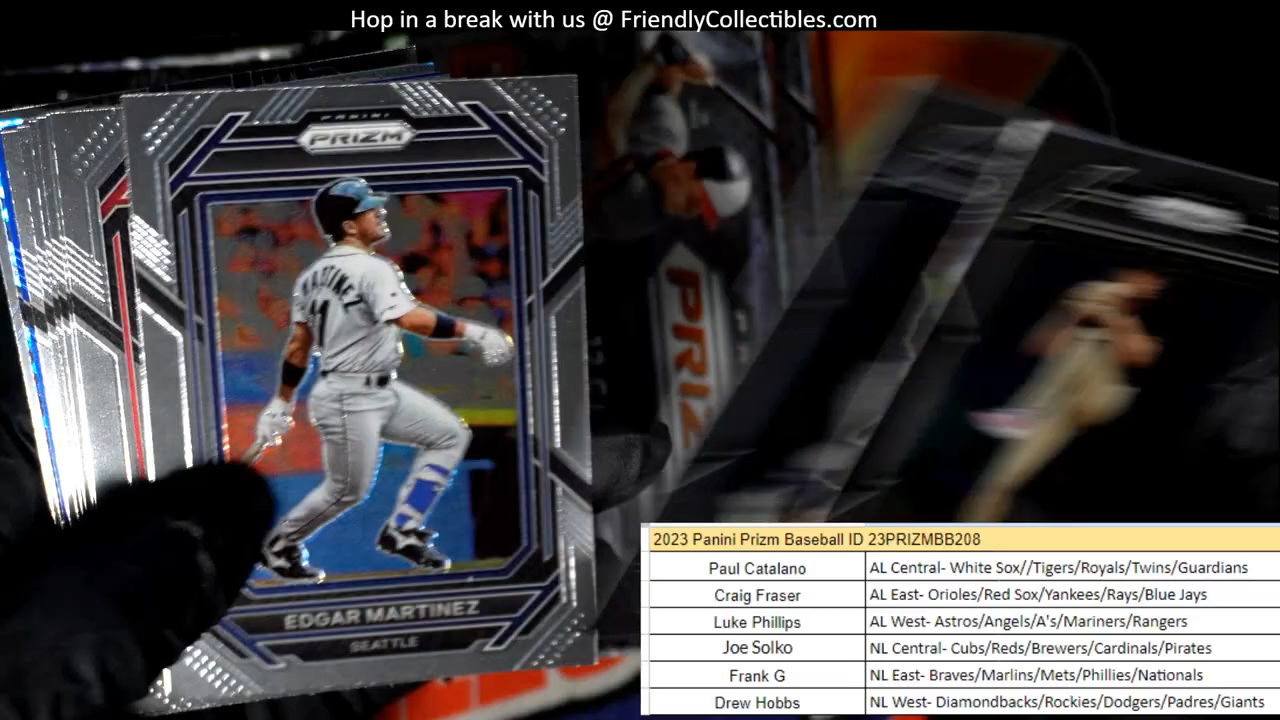 Hop in a break with us @ FriendlyCollectibles.com
PANINI
PRIZM
MARTINEZ
11
EDGAR MARTINEZ
SEATTLE
PRIZ
2023 Panini Prizm Baseball ID 23PRIZMBB208
Paul Catalano AL Central- White Sox//Tigers/Royals/Twins/Guardians
Craig Fraser AL East- Orioles/Red Sox/Yankees/Rays/Blue Jays
Luke Phillips AL West- Astros/Angels/A's/Mariners/Rangers
Joe Solko NL Central- Cubs/Reds/Brewers/Cardinals/Pirates
Frank G NL East- Braves/Marlins/Mets/Phillies/Nationals
Drew Hobbs NL West- Diamondbacks/Rockies/Dodgers/Padres/Giants